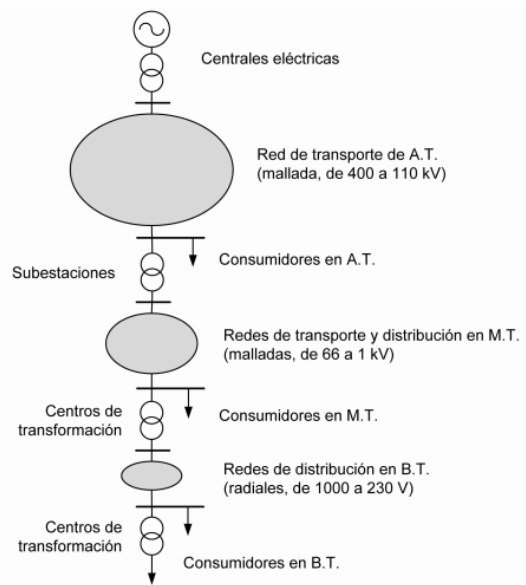 Centrales eléctricas
Red de transporte de A.T.
(mallada, de 400 a 110 kV)
Consumidores en A.T.
Subestaciones
Redes de transporte y distribución en M.T.
(malladas, de 66 a 1 kV)
Centros de
transformación
Consumidores en M.T.
Redes de distribución en B.T.
(radiales, de 1000 a 230 V)
Centros de
transformación
Consumidores en B.T.